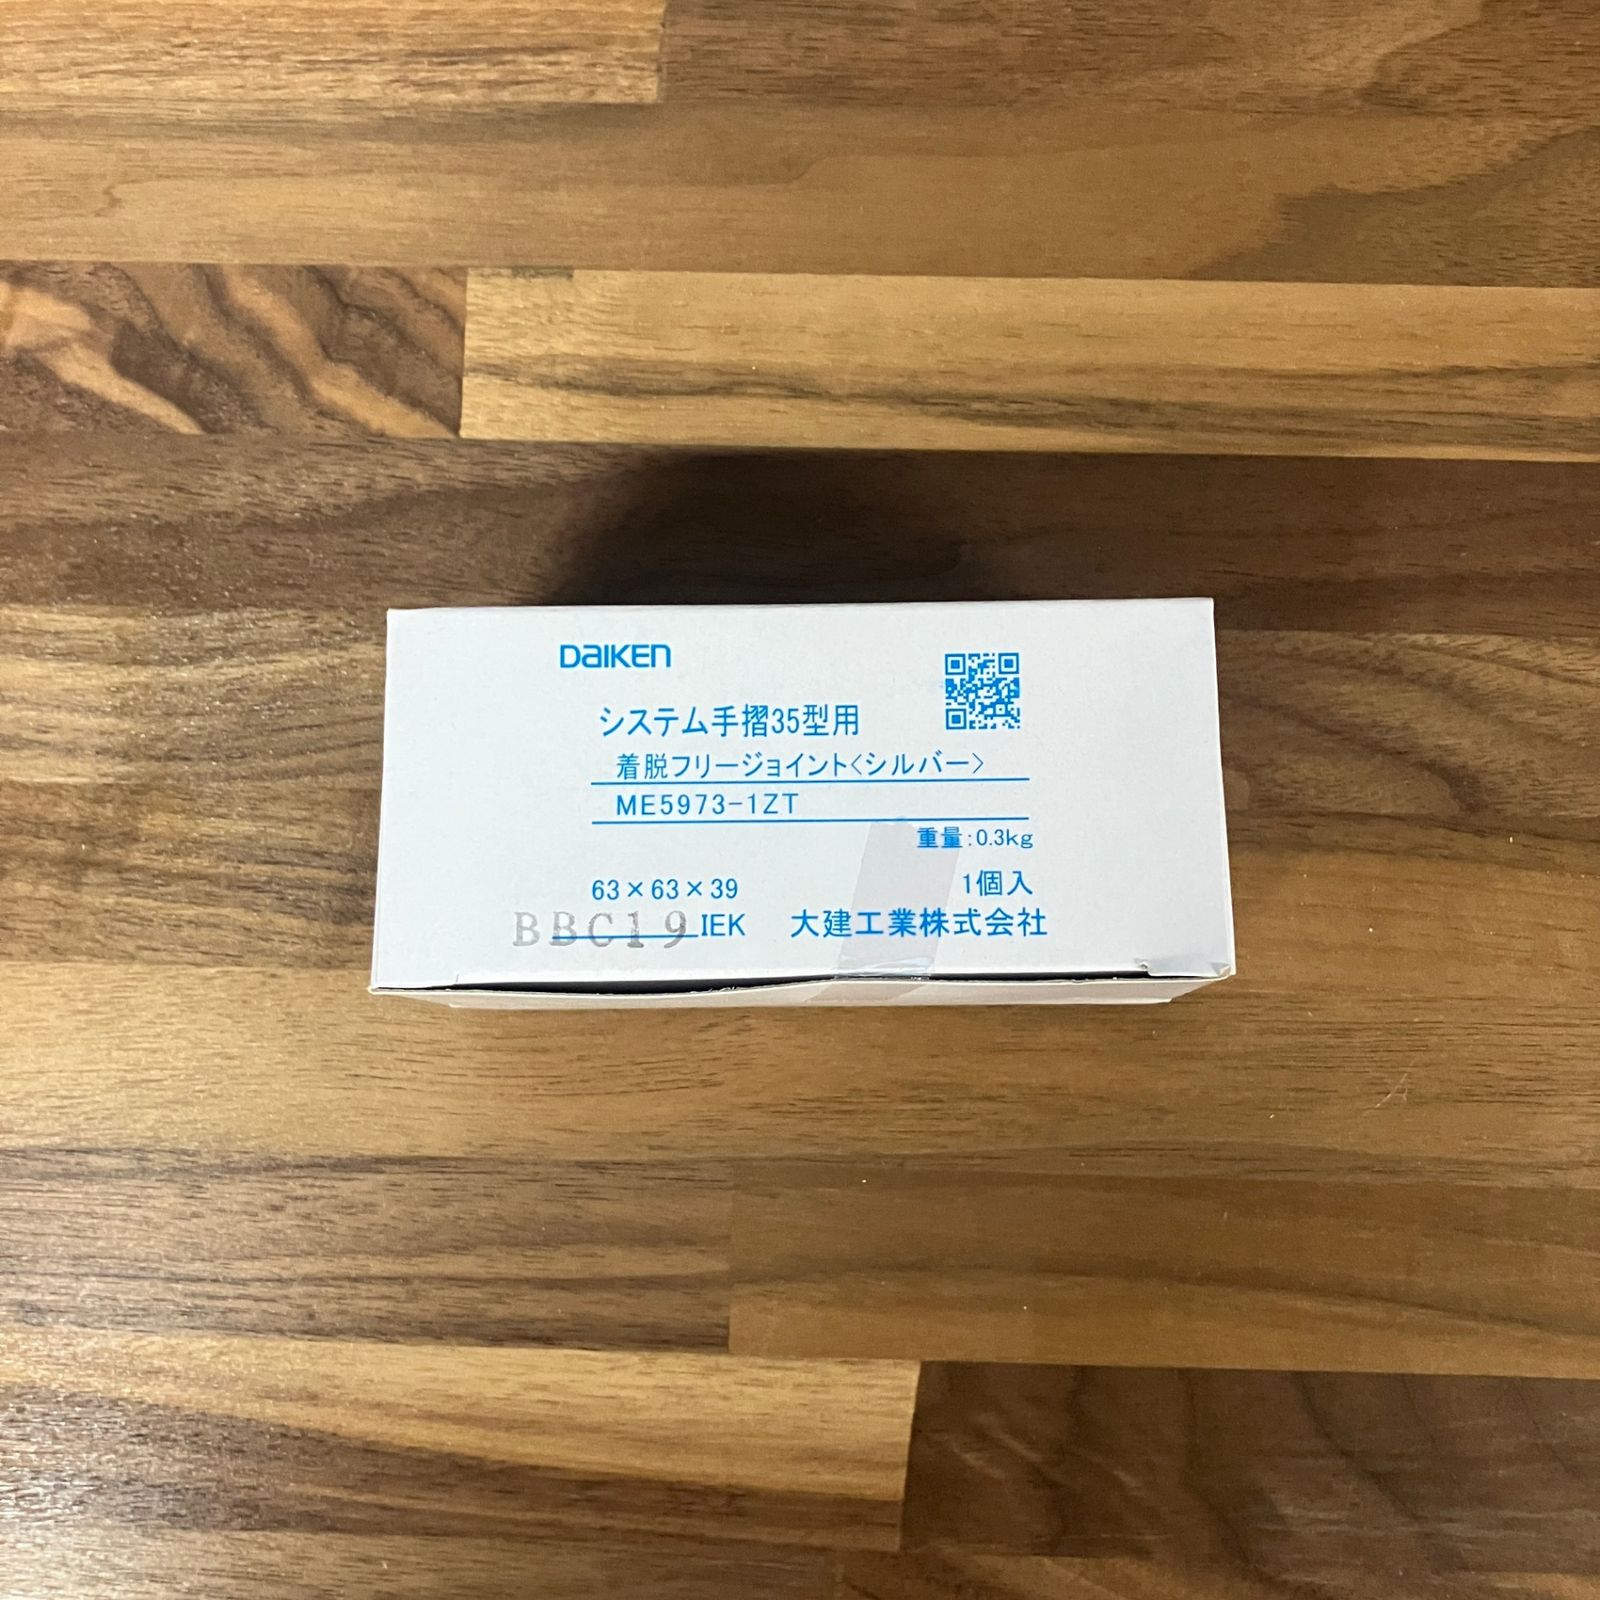 DAIKEN
システム手摺35型用
着脱フリージョイント〈シルバー〉
ME5973-1ZT
重量:0.3kg
63×63×39 1個入
BBC19 IEK 大建工業株式会社